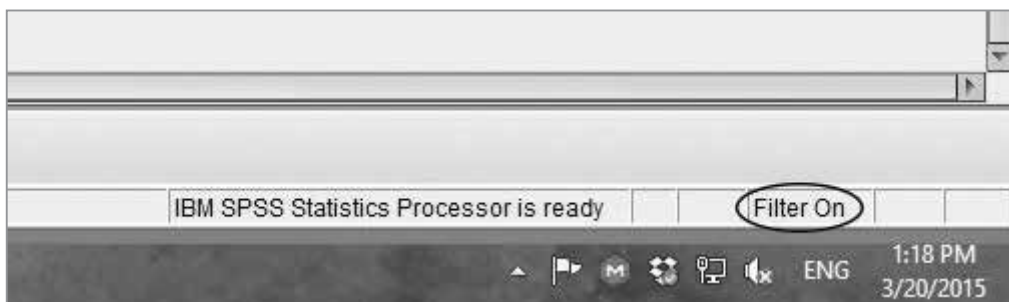 IBM SPSS Statistics Processor is ready Filter On
M ENG 1:18 PM
3/20/2015